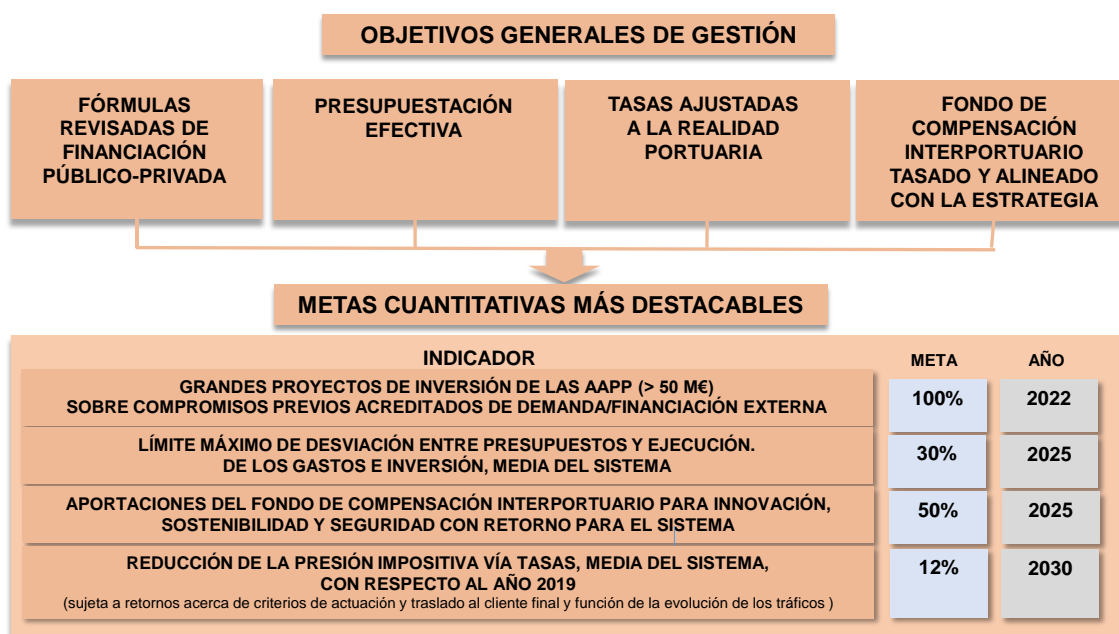 OBJETIVOS GENERALES DE GESTIÓN
FÓRMULAS
REVISADAS DE
FINANCIACIÓN
PÚBLICO-PRIVADA
PRESUPUESTACIÓN
EFECTIVA
TASAS AJUSTADAS
A LA REALIDAD
PORTUARIA
FONDO DE
COMPENSACIÓN
INTERPORTUARIO
TASADO Y ALINEADO
CON LA ESTRATEGIA
METAS CUANTITATIVAS MÁS DESTACABLES
INDICADOR META AÑO
GRANDES PROYECTOS DE INVERSIÓN DE LAS AAPP (> 50 M€)
SOBRE COMPROMISOS PREVIOS ACREDITADOS DE DEMANDA/FINANCIACIÓN EXTERNA
100% 2022
LÍMITE MÁXIMO DE DESVIACIÓN ENTRE PRESUPUESTOS Y EJECUCIÓN.
DE LOS GASTOS E INVERSIÓN, MEDIA DEL SISTEMA
30% 2025
APORTACIONES DEL FONDO DE COMPENSACIÓN INTERPORTUARIO PARA INNOVACIÓN,
SOSTENIBILIDAD Y SEGURIDAD CON RETORNO PARA EL SISTEMA
50% 2025
REDUCCIÓN DE LA PRESIÓN IMPOSITIVA VÍA TASAS, MEDIA DEL SISTEMA,
CON RESPECTO AL AÑO 2019
(sujeta a retornos acerca de criterios de actuación y traslado al cliente final y función de la evolución de los tráficos )
12% 2030